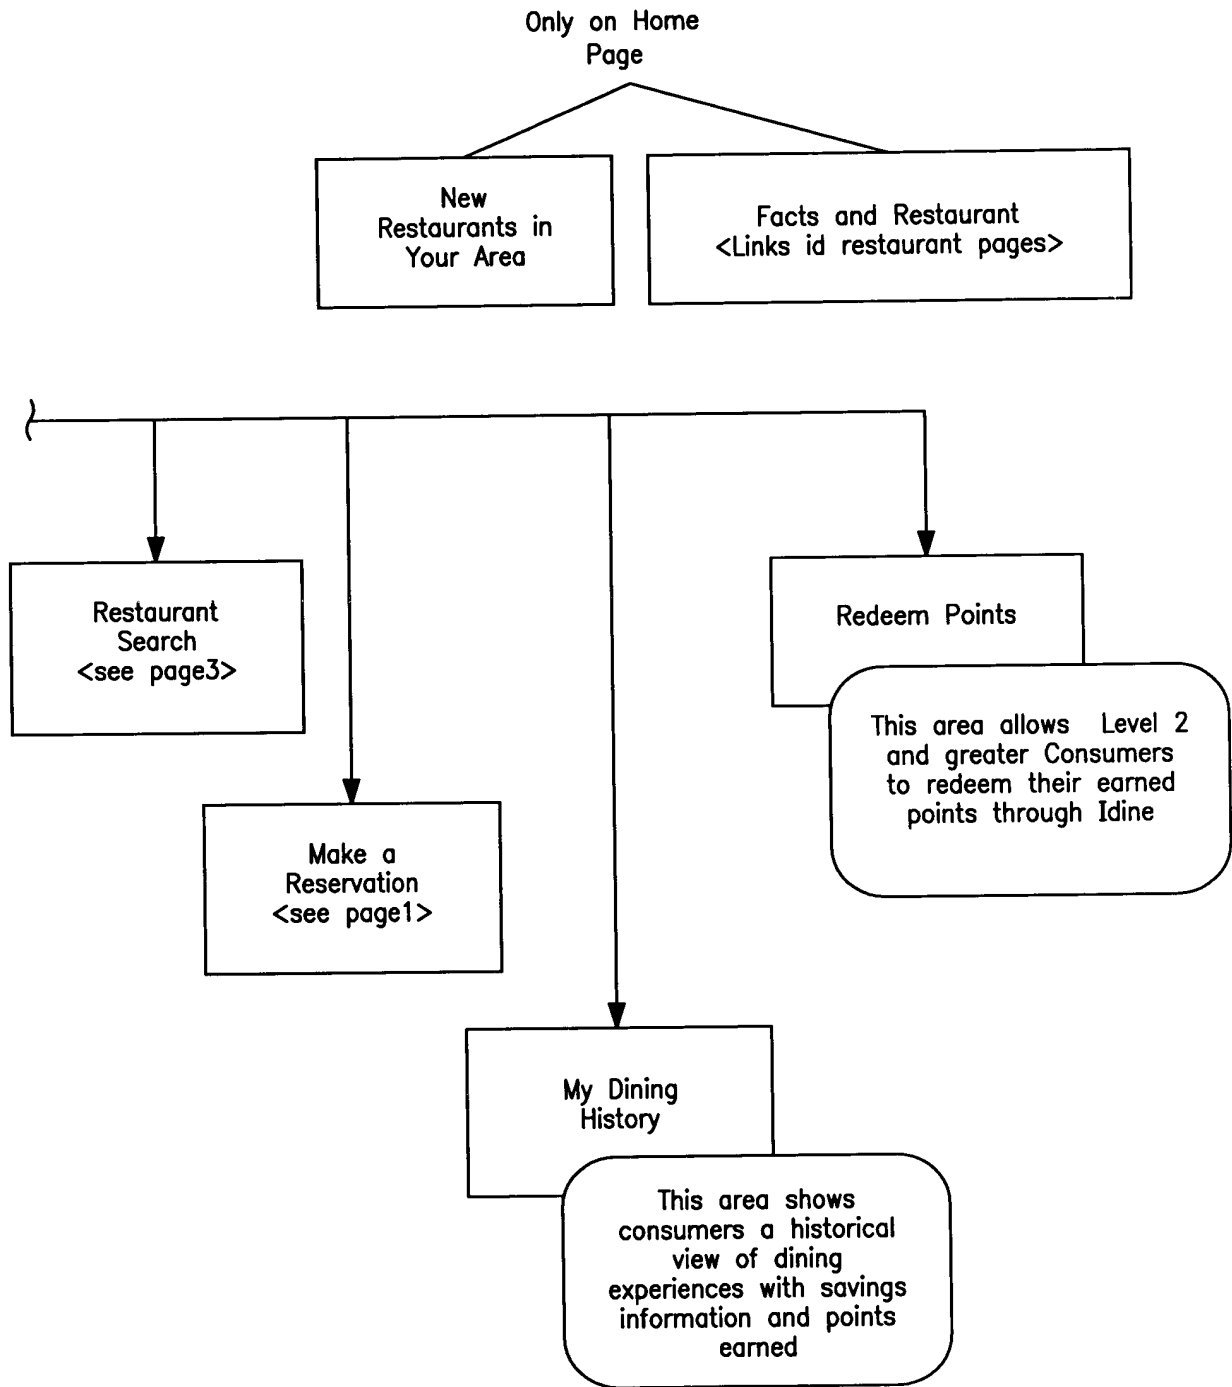 Only on Home
Page
New
Restaurants in
Your Area
Facts and Restaurant
<Links id restaurant pages>
Restaurant
Search
<see page3>
Redeem Points
This area allows Level 2
and greater Consumers
to redeem their earned
points through Idine
Make a
Reservation
<see page1>
My Dining
History
This area shows
consumers a historical
view of dining
experiences with savings
information and points
earned